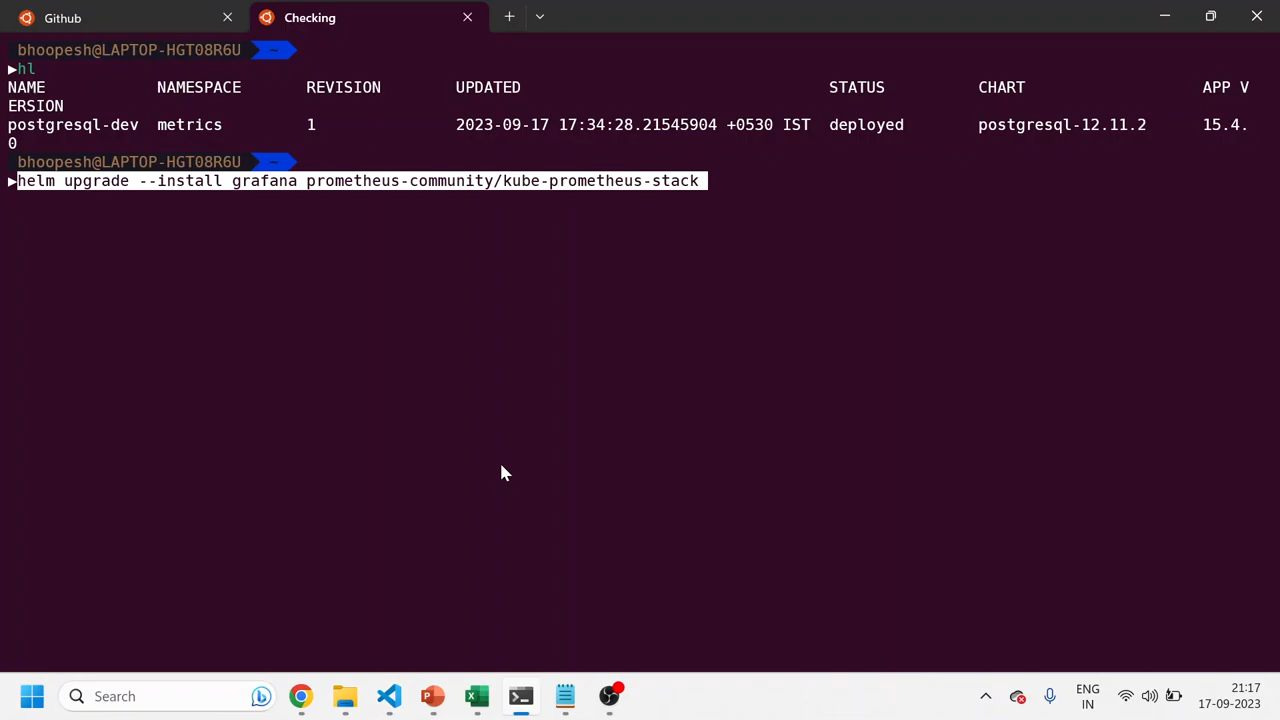 Github
Checking
bhoopesh@LAPTOP-HGT08R6U ~
▶hl
NAME NAMESPACE REVISION UPDATED STATUS CHART APP V
ERSION
postgresql-dev metrics 1 2023-09-17 17:34:28.21545904 +0530 IST deployed postgresql-12.11.2 15.4.
0
bhoopesh@LAPTOP-HGT08R6U ~
▶helm upgrade --install grafana prometheus-community/kube-prometheus-stack
Search
ENG
IN
21:17
17-09-2023